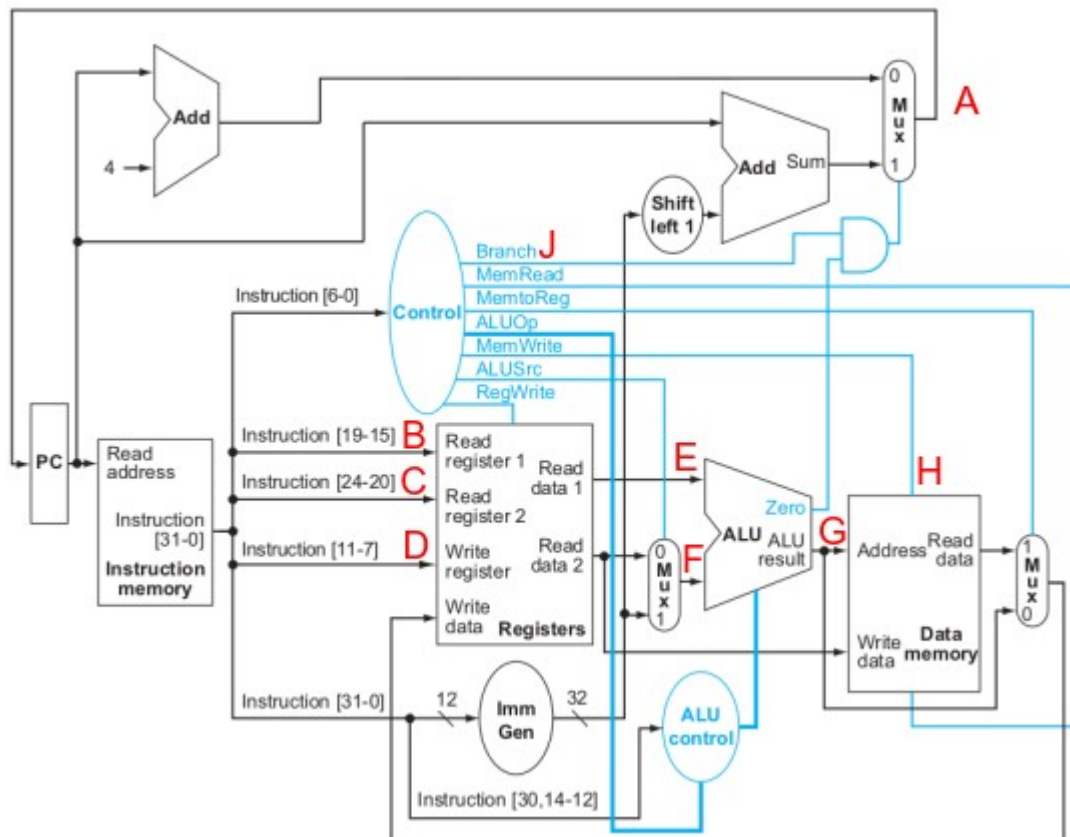 A
0
Mux
1
Add
4
Add
Sum
Shift
left 1
Branch
J
MemRead
MemtoReg
ALUOp
MemWrite
ALUSrc
RegWrite
Control
Instruction [6-0]
PC
Read
address
Instruction
[31-0]
Instruction
memory
Instruction [19-15]
B
Instruction [24-20]
C
Instruction [11-7]
D
Read
register 1
Read
register 2
Write
register
Write
data
Read
data 1
Read
data 2
Registers
E
0
Mux
1
F
Zero
ALU
ALU
result
G
H
Address
Read
data
Write
data
Data
memory
1
Mux
0
Instruction [31-0]
12
Imm
Gen
32
ALU
control
Instruction [30,14-12]